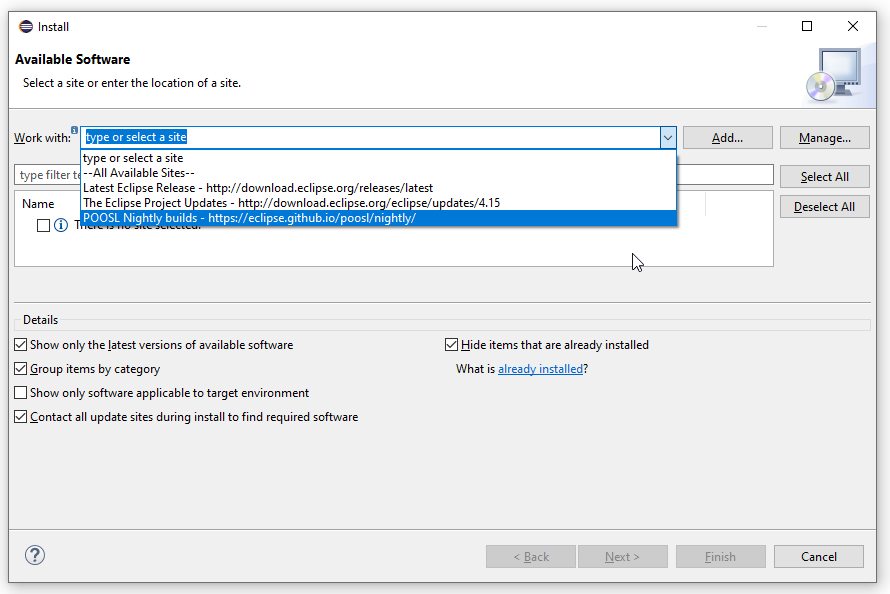 Install
Available Software
Select a site or enter the location of a site.
Work with: type or select a site Add... Manage...
type or select a site
--All Available Sites--
Latest Eclipse Release - http://download.eclipse.org/releases/latest
The Eclipse Project Updates - http://download.eclipse.org/eclipse/updates/4.15
POOSL Nightly builds - https://eclipse.github.io/poosl/nightly/
type filter te
Select All
Name
Deselect All
There is no site selected.
Details
Show only the latest versions of available software
Hide items that are already installed
Group items by category
What is already installed?
Show only software applicable to target environment
Contact all update sites during install to find required software
? < Back Next > Finish Cancel